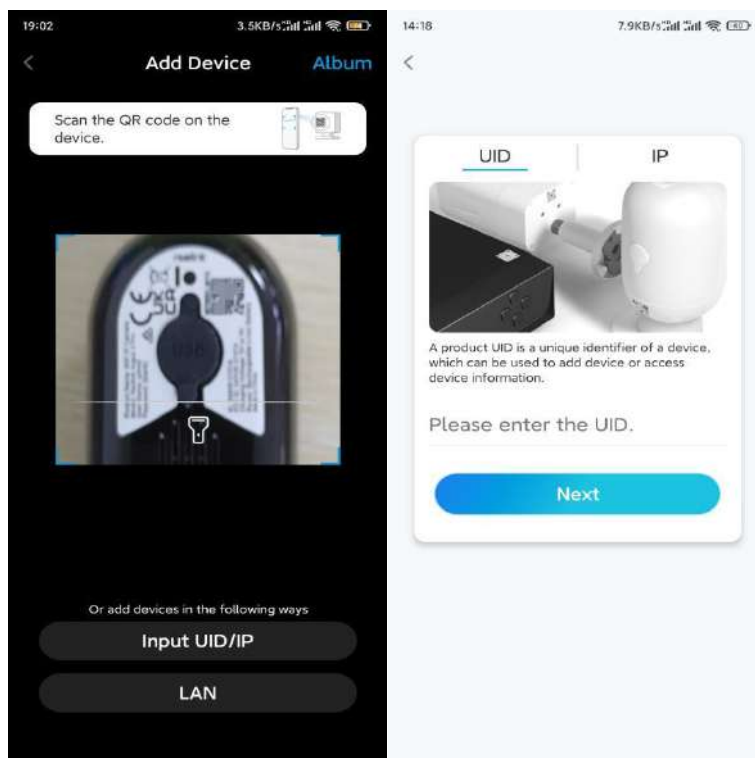 19:02
3.5KB/s
Add Device
Album
Scan the QR code on the
device.
reolink
USB
Or add devices in the following ways
Input UID/IP
LAN
14:18
7.9KB/s
UID
IP
A product UID is a unique identifier of a device,
which can be used to add device or access
device information.
Please enter the UID.
Next